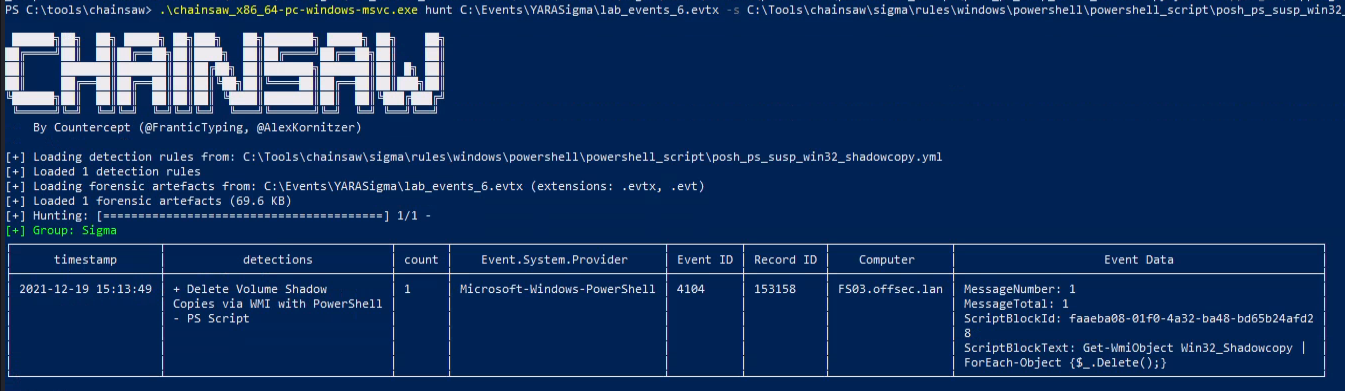 PS C:\tools\chainsaw> .\chainsaw_x86_64-pc-windows-msvc.exe hunt C:\Events\YARASigma\lab_events_6.evtx -s C:\Tools\chainsaw\sigma\rules\windows\powershell\powershell_script\posh_ps_susp_win32_
CHAINSAW
By Countercept (@FranticTyping, @AlexKornitzer)
[+] Loading detection rules from: C:\Tools\chainsaw\sigma\rules\windows\powershell\powershell_script\posh_ps_susp_win32_shadowcopy.yml
[+] Loaded 1 detection rules
[+] Loading forensic artefacts from: C:\Events\YARASigma\lab_events_6.evtx (extensions: .evtx, .evt)
[+] Loaded 1 forensic artefacts (69.6 KB)
[+] Hunting: [========================================] 1/1 -
[+] Group: Sigma
timestamp detections count Event.System.Provider Event ID Record ID Computer Event Data
2021-12-19 15:13:49 + Delete Volume Shadow 1 Microsoft-Windows-PowerShell 4104 153158 FS03.offsec.lan MessageNumber: 1
Copies via WMI with PowerShell MessageTotal: 1
- PS Script ScriptBlockId: faaeba08-01f0-4a32-ba48-bd65b24afd2
8
ScriptBlockText: Get-WmiObject Win32_Shadowcopy |
ForEach-Object {$_.Delete();}